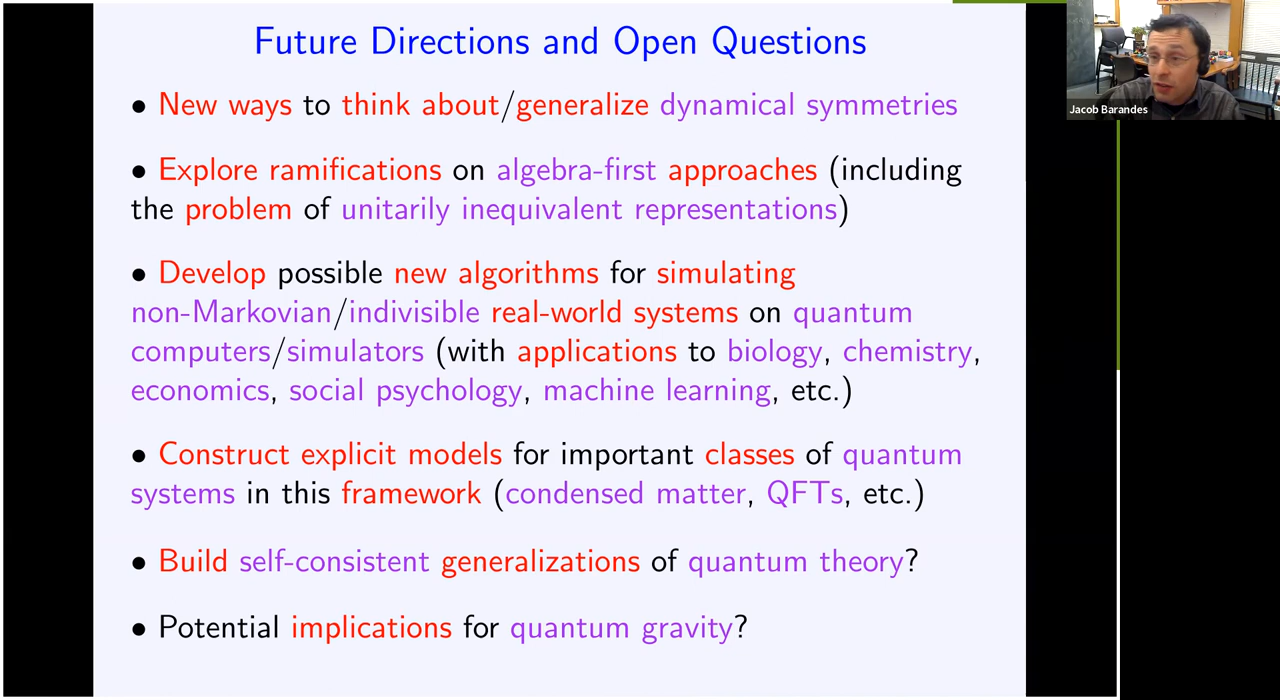 Future Directions and Open Questions
• New ways to think about/generalize dynamical symmetries
• Explore ramifications on algebra-first approaches (including
the problem of unitarily inequivalent representations)
• Develop possible new algorithms for simulating
non-Markovian/indivisible real-world systems on quantum
computers/simulators (with applications to biology, chemistry,
economics, social psychology, machine learning, etc.)
• Construct explicit models for important classes of quantum
systems in this framework (condensed matter, QFTs, etc.)
• Build self-consistent generalizations of quantum theory?
• Potential implications for quantum gravity?
Jacob Barandes